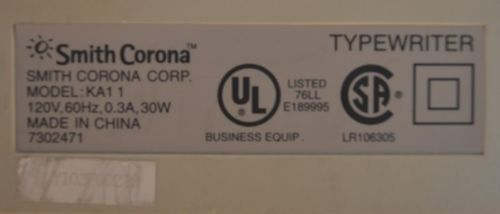 Smith Corona™
TYPEWRITER
SMITH CORONA CORP.
MODEL: KA11
120V, 60Hz, 0.3A, 30W
MADE IN CHINA
7302471
UL
LISTED
76LL
E189995
BUSINESS EQUIP.
SA
LR106305